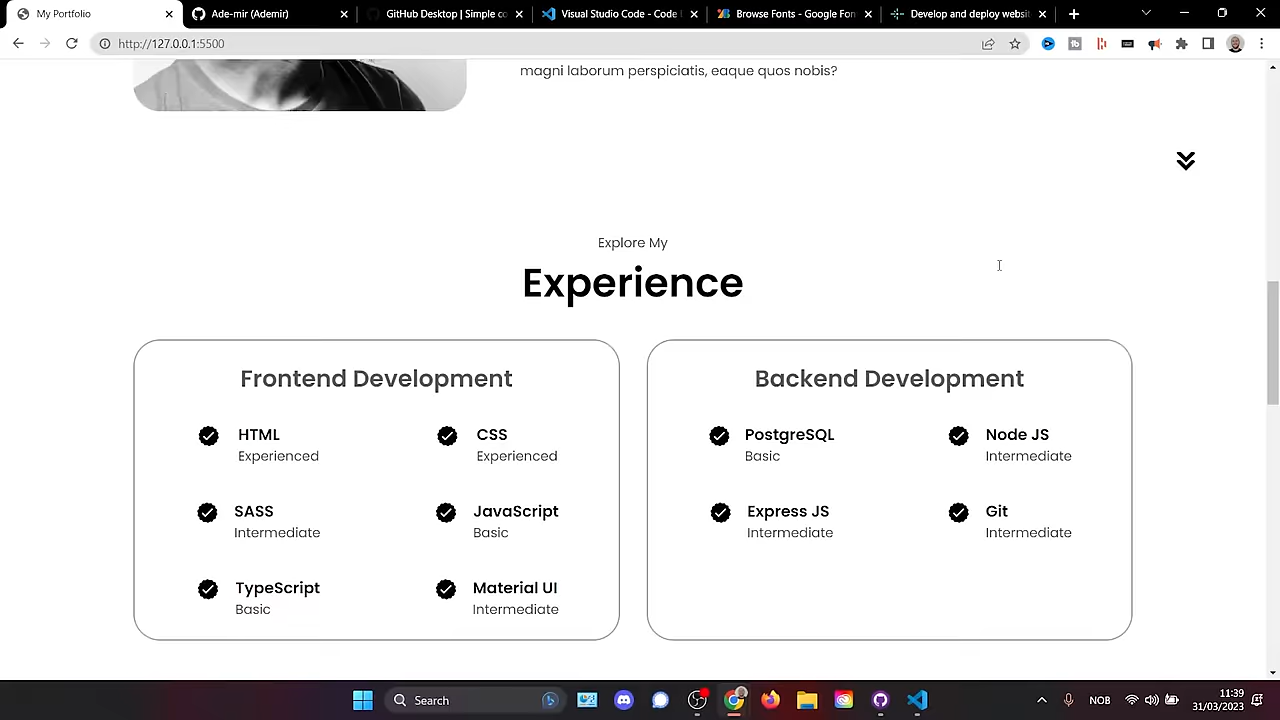 My Portfolio
Ade-mir (Ademir)
GitHub Desktop | Simple co
Visual Studio Code - Code
Browse Fonts - Google Fon
Develop and deploy websit
http://127.0.0.1:5500
magni laborum perspiciatis, eaque quos nobis?
Explore My
Experience
Frontend Development
Backend Development
HTML
Experienced
CSS
Experienced
PostgreSQL
Basic
Node JS
Intermediate
SASS
Intermediate
JavaScript
Basic
Express JS
Intermediate
Git
Intermediate
TypeScript
Basic
Material UI
Intermediate
Search
NOB
11:39
31/03/2023